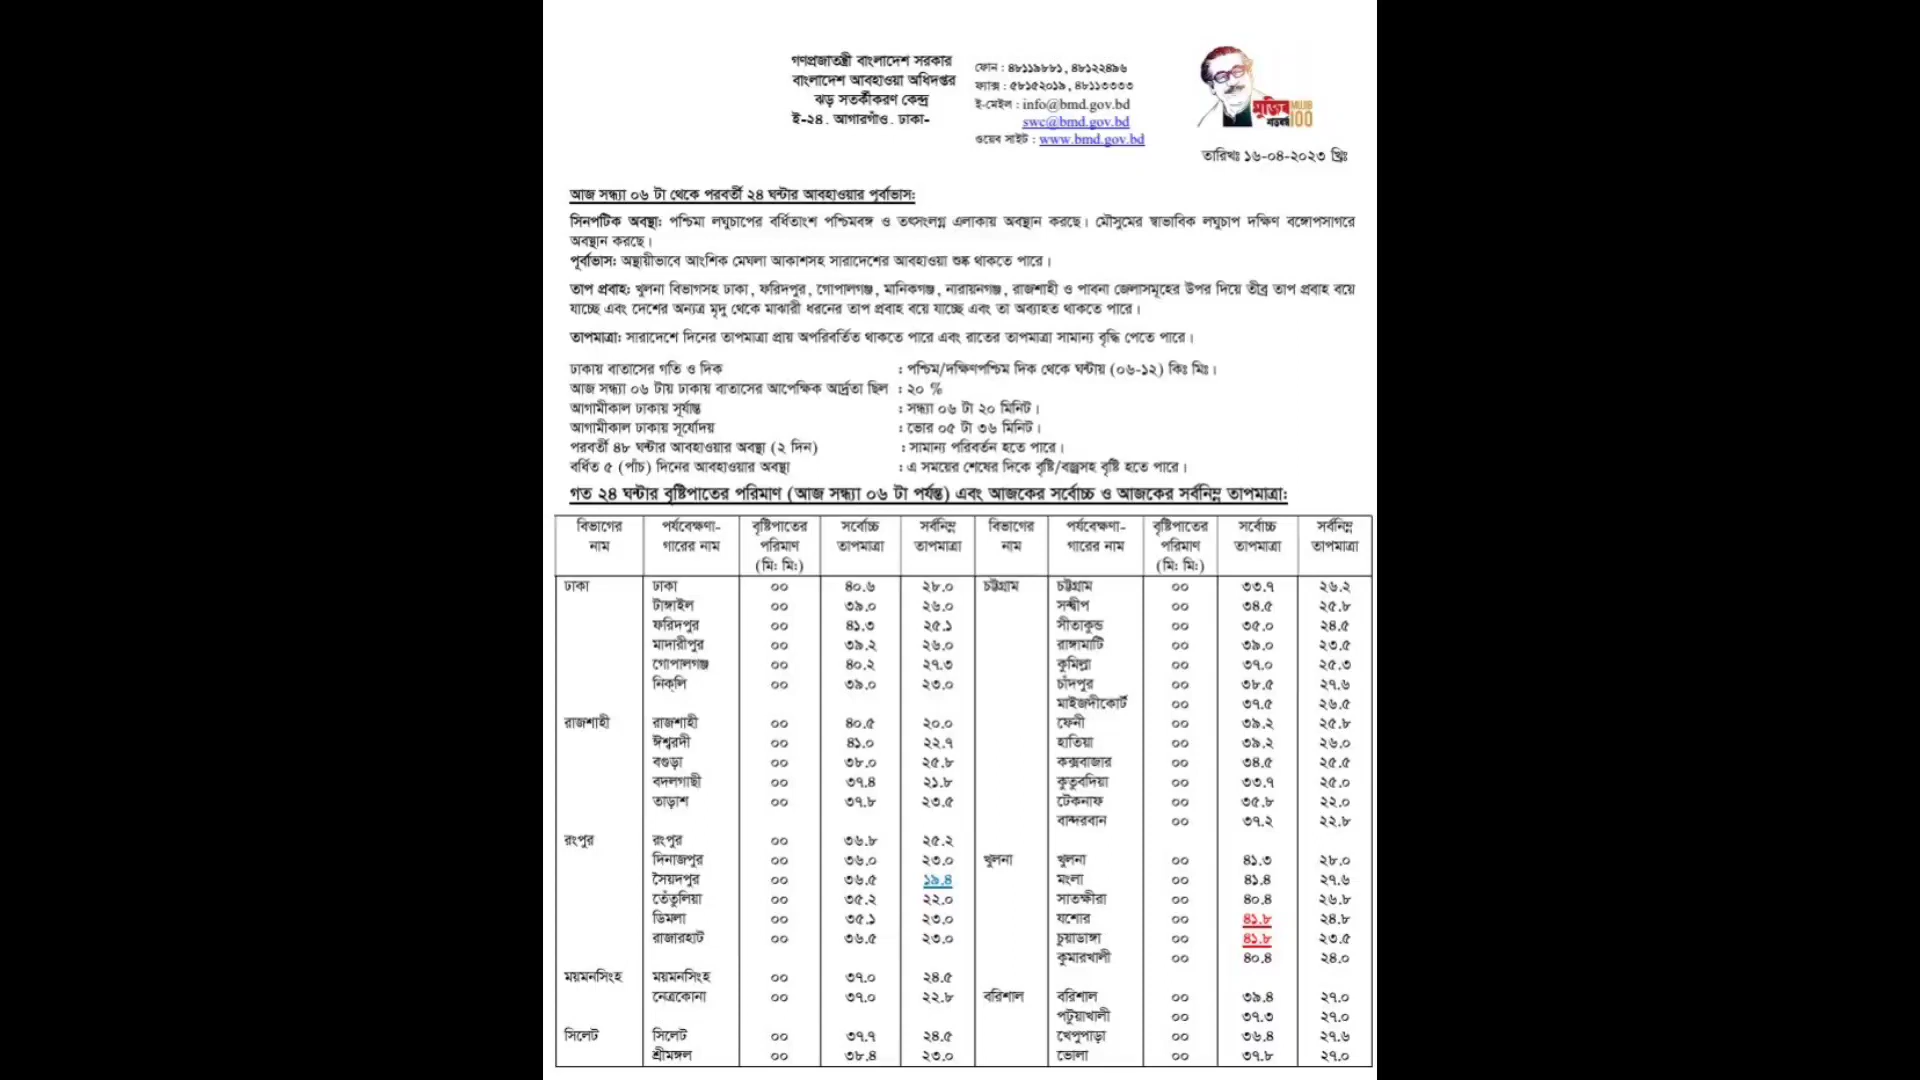 গণপ্রজাতন্ত্রী বাংলাদেশ সরকার
বাংলাদেশ আবহাওয়া অধিদপ্তর
ঝড় সতর্কীকরণ কেন্দ্র
ই-২৪, আগারগাঁও, ঢাকা-
ফোন : ৪৮১১৯৮৮১, ৪৮১২২৪৯৬
ফ্যাক্স : ৫৮১৫২০১৯, ৪৮১১৩৩৩৩
ই-মেইল : info@bmd.gov.bd
swc@bmd.gov.bd
ওয়েব সাইট : www.bmd.gov.bd
মুজিব MUJIB
100
তারিখঃ ১৬-০৪-২০২৩ খ্রিঃ
আজ সন্ধ্যা ০৬ টা থেকে পরবর্তী ২৪ ঘন্টার আবহাওয়ার পূর্বাভাস:
সিনপটিক অবস্থা: পশ্চিমা লঘুচাপের বর্ধিতাংশ পশ্চিমবঙ্গ ও তৎসংলগ্ন এলাকায় অবস্থান করছে। মৌসুমের স্বাভাবিক লঘুচাপ দক্ষিণ বঙ্গোপসাগরে
অবস্থান করছে।
পূর্বাভাস: অস্থায়ীভাবে আংশিক মেঘলা আকাশসহ সারাদেশের আবহাওয়া শুষ্ক থাকতে পারে।
তাপ প্রবাহ: খুলনা বিভাগসহ ঢাকা, ফরিদপুর, গোপালগঞ্জ, মানিকগঞ্জ, নারায়নগঞ্জ, রাজশাহী ও পাবনা জেলাসমূহের উপর দিয়ে তীব্র তাপ প্রবাহ বয়ে
যাচ্ছে এবং দেশের অন্যত্র মৃদু থেকে মাঝারী ধরনের তাপ প্রবাহ বয়ে যাচ্ছে এবং তা অব্যাহত থাকতে পারে।
তাপমাত্রা: সারাদেশে দিনের তাপমাত্রা প্রায় অপরিবর্তিত থাকতে পারে এবং রাতের তাপমাত্রা সামান্য বৃদ্ধি পেতে পারে।
ঢাকায় বাতাসের গতি ও দিক : পশ্চিম/দক্ষিণপশ্চিম দিক থেকে ঘন্টায় (০৬-১২) কিঃ মিঃ।
আজ সন্ধ্যা ০৬ টায় ঢাকায় বাতাসের আপেক্ষিক আর্দ্রতা ছিল : ২০ %
আগামীকাল ঢাকায় সূর্যাস্ত : সন্ধ্যা ০৬ টা ২০ মিনিট।
আগামীকাল ঢাকায় সূর্যোদয় : ভোর ০৫ টা ৩৬ মিনিট।
পরবর্তী ৪৮ ঘন্টার আবহাওয়ার অবস্থা (২ দিন) : সামান্য পরিবর্তন হতে পারে।
বর্ধিত ৫ (পাঁচ) দিনের আবহাওয়ার অবস্থা : এ সময়ের শেষের দিকে বৃষ্টি/বজ্রসহ বৃষ্টি হতে পারে।
গত ২৪ ঘন্টার বৃষ্টিপাতের পরিমাণ (আজ সন্ধ্যা ০৬ টা পর্যন্ত) এবং আজকের সর্বোচ্চ ও আজকের সর্বনিম্ন তাপমাত্রা:
বিভাগের পর্যবেক্ষণা- বৃষ্টিপাতের সর্বোচ্চ সর্বনিম্ন বিভাগের পর্যবেক্ষণা- বৃষ্টিপাতের সর্বোচ্চ সর্বনিম্ন
নাম গারের নাম পরিমাণ তাপমাত্রা তাপমাত্রা নাম গারের নাম পরিমাণ তাপমাত্রা তাপমাত্রা
(মি: মি:) (মি: মি:)
ঢাকা ঢাকা ০০ ৪০.৬ ২৮.০ চট্টগ্রাম চট্টগ্রাম ০০ ৩৩.৭ ২৬.২
টাঙ্গাইল ০০ ৩৯.০ ২৬.০ সন্দ্বীপ ০০ ৩৪.৫ ২৫.৮
ফরিদপুর ০০ ৪১.৩ ২৫.১ সীতাকুন্ড ০০ ৩৫.০ ২৪.৫
মাদারীপুর ০০ ৩৯.২ ২৬.০ রাঙ্গামাটি ০০ ৩৯.০ ২৩.৫
গোপালগঞ্জ ০০ ৪০.২ ২৭.৩ কুমিল্লা ০০ ৩৭.০ ২৫.৩
নিক্‌লি ০০ ৩৯.০ ২৩.০ চাঁদপুর ০০ ৩৮.৫ ২৭.৬
মাইজদীকোর্ট ০০ ৩৭.৫ ২৬.৫
রাজশাহী রাজশাহী ০০ ৪০.৫ ২০.০ ফেনী ০০ ৩৯.২ ২৫.৮
ঈশ্বরদী ০০ ৪১.০ ২২.৭ হাতিয়া ০০ ৩৯.২ ২৬.০
বগুড়া ০০ ৩৮.০ ২৫.৮ কক্সবাজার ০০ ৩৪.৫ ২৫.৫
বদলগাছী ০০ ৩৭.৪ ২১.৮ কুতুবদিয়া ০০ ৩৩.৭ ২৫.০
তাড়াশ ০০ ৩৭.৮ ২৩.৫ টেকনাফ ০০ ৩৫.৮ ২২.০
বান্দরবান ০০ ৩৭.২ ২২.৮
রংপুর রংপুর ০০ ৩৬.৮ ২৫.২
দিনাজপুর ০০ ৩৬.০ ২৩.০ খুলনা খুলনা ০০ ৪১.৩ ২৮.০
সৈয়দপুর ০০ ৩৬.৫ ১৯.৪ মংলা ০০ ৪১.৪ ২৭.৬
তেঁতুলিয়া ০০ ৩৫.২ ২২.০ সাতক্ষীরা ০০ ৪০.৪ ২৬.৮
ডিমলা ০০ ৩৫.১ ২৩.০ যশোর ০০ ৪১.৮ ২৪.৮
রাজারহাট ০০ ৩৬.৫ ২৩.০ চুয়াডাঙ্গা ০০ ৪১.৮ ২৩.৫
কুমারখালী ০০ ৪০.৪ ২৪.০
ময়মনসিংহ ময়মনসিংহ ০০ ৩৭.০ ২৪.৫
নেত্রকোনা ০০ ৩৭.০ ২২.৮ বরিশাল বরিশাল ০০ ৩৯.৪ ২৭.০
পটুয়াখালী ০০ ৩৭.৩ ২৭.০
সিলেট সিলেট ০০ ৩৭.৭ ২৪.৫ খেপুপাড়া ০০ ৩৬.৪ ২৭.৬
শ্রীমঙ্গল ০০ ৩৮.৪ ২৩.০ ভোলা ০০ ৩৭.৮ ২৭.০